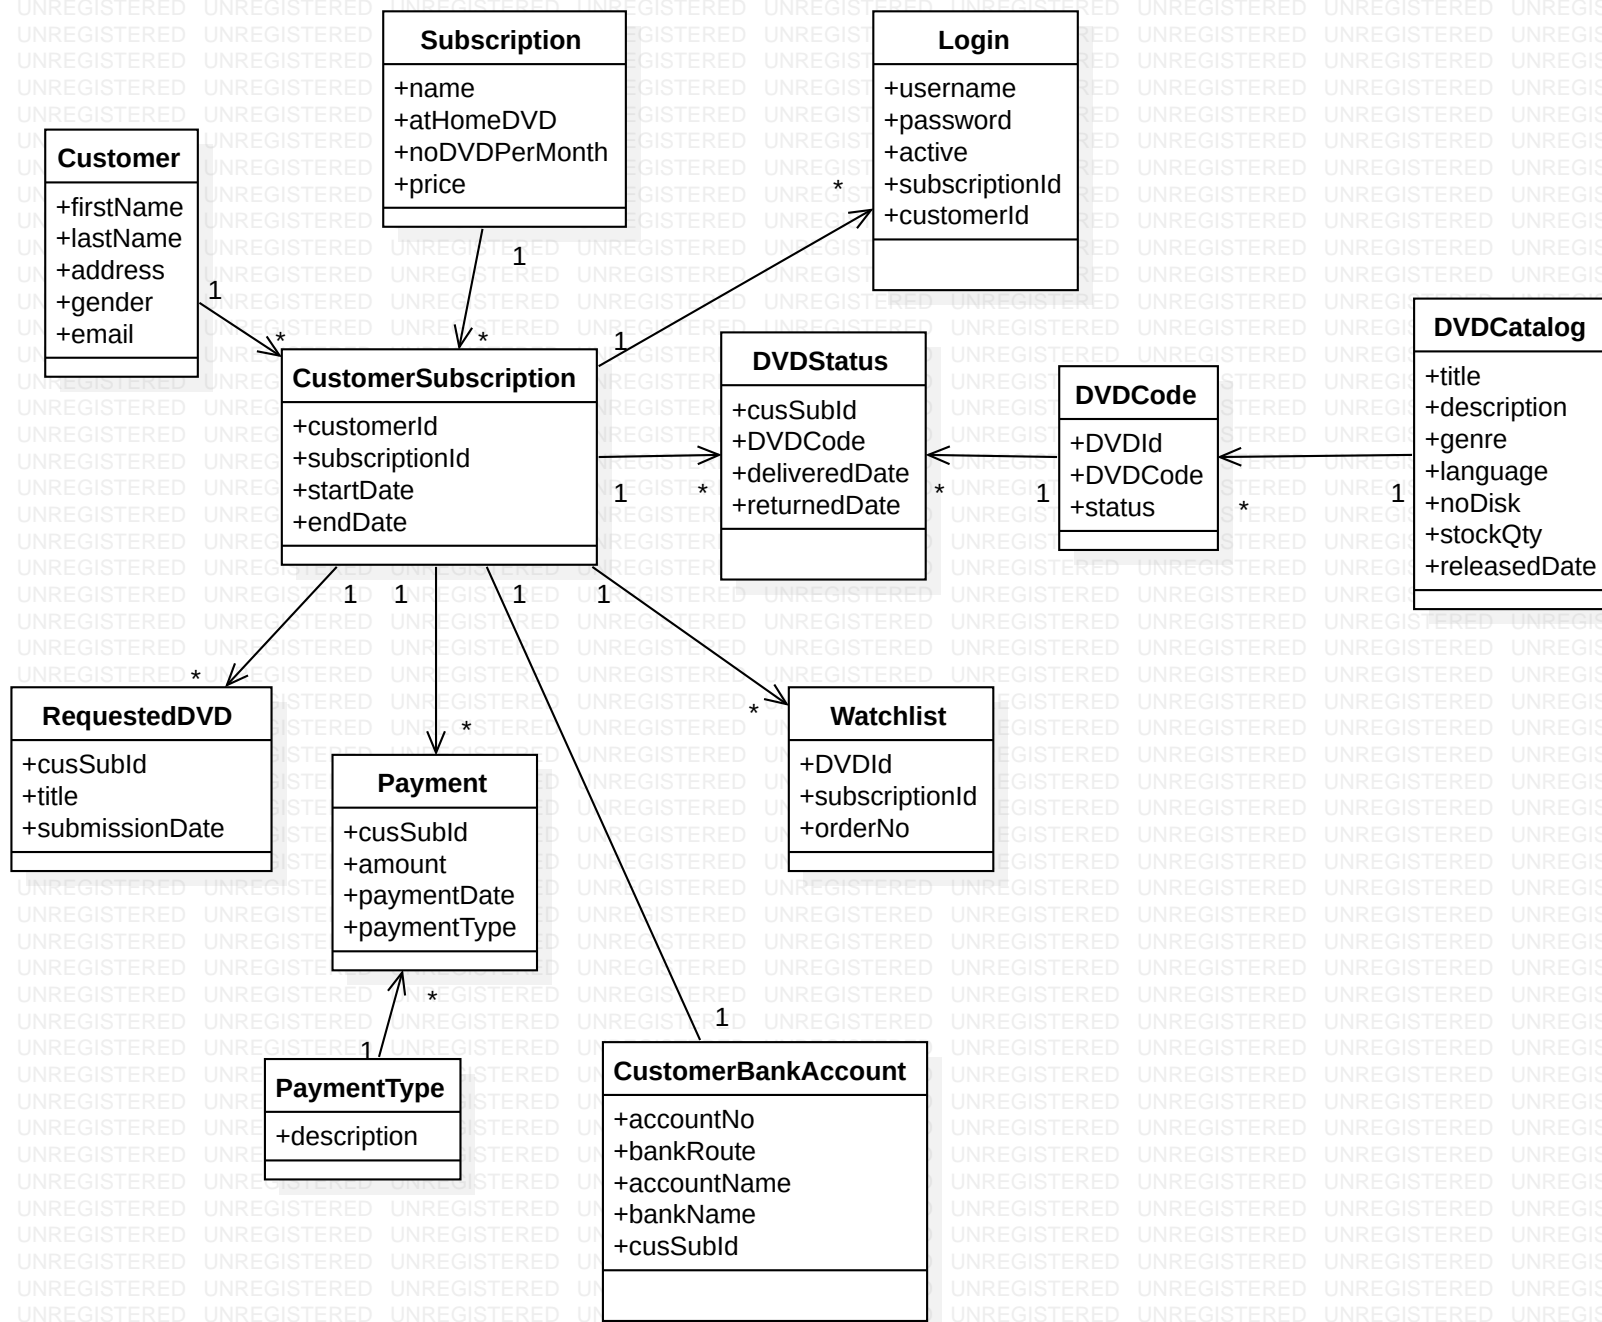 Subscription
+name
+atHomeDVD
+noDVDPerMonth
+price
Login
+username
+password
+active
+subscriptionId
+customerId
Customer
+firstName
+lastName
+address
+gender
+email
1
*
1
*
1
*
CustomerSubscription
+customerId
+subscriptionId
+startDate
+endDate
1
*
DVDStatus
+cusSubId
+DVDCode
+deliveredDate
+returnedDate
*
1
DVDCode
+DVDId
+DVDCode
+status
*
1
DVDCatalog
+title
+description
+genre
+language
+noDisk
+stockQty
+releasedDate
1
1
1
1
*
*
*
RequestedDVD
+cusSubId
+title
+submissionDate
Payment
+cusSubId
+amount
+paymentDate
+paymentType
Watchlist
+DVDId
+subscriptionId
+orderNo
*
1
1
PaymentType
+description
CustomerBankAccount
+accountNo
+bankRoute
+accountName
+bankName
+cusSubId
UNREGISTERED